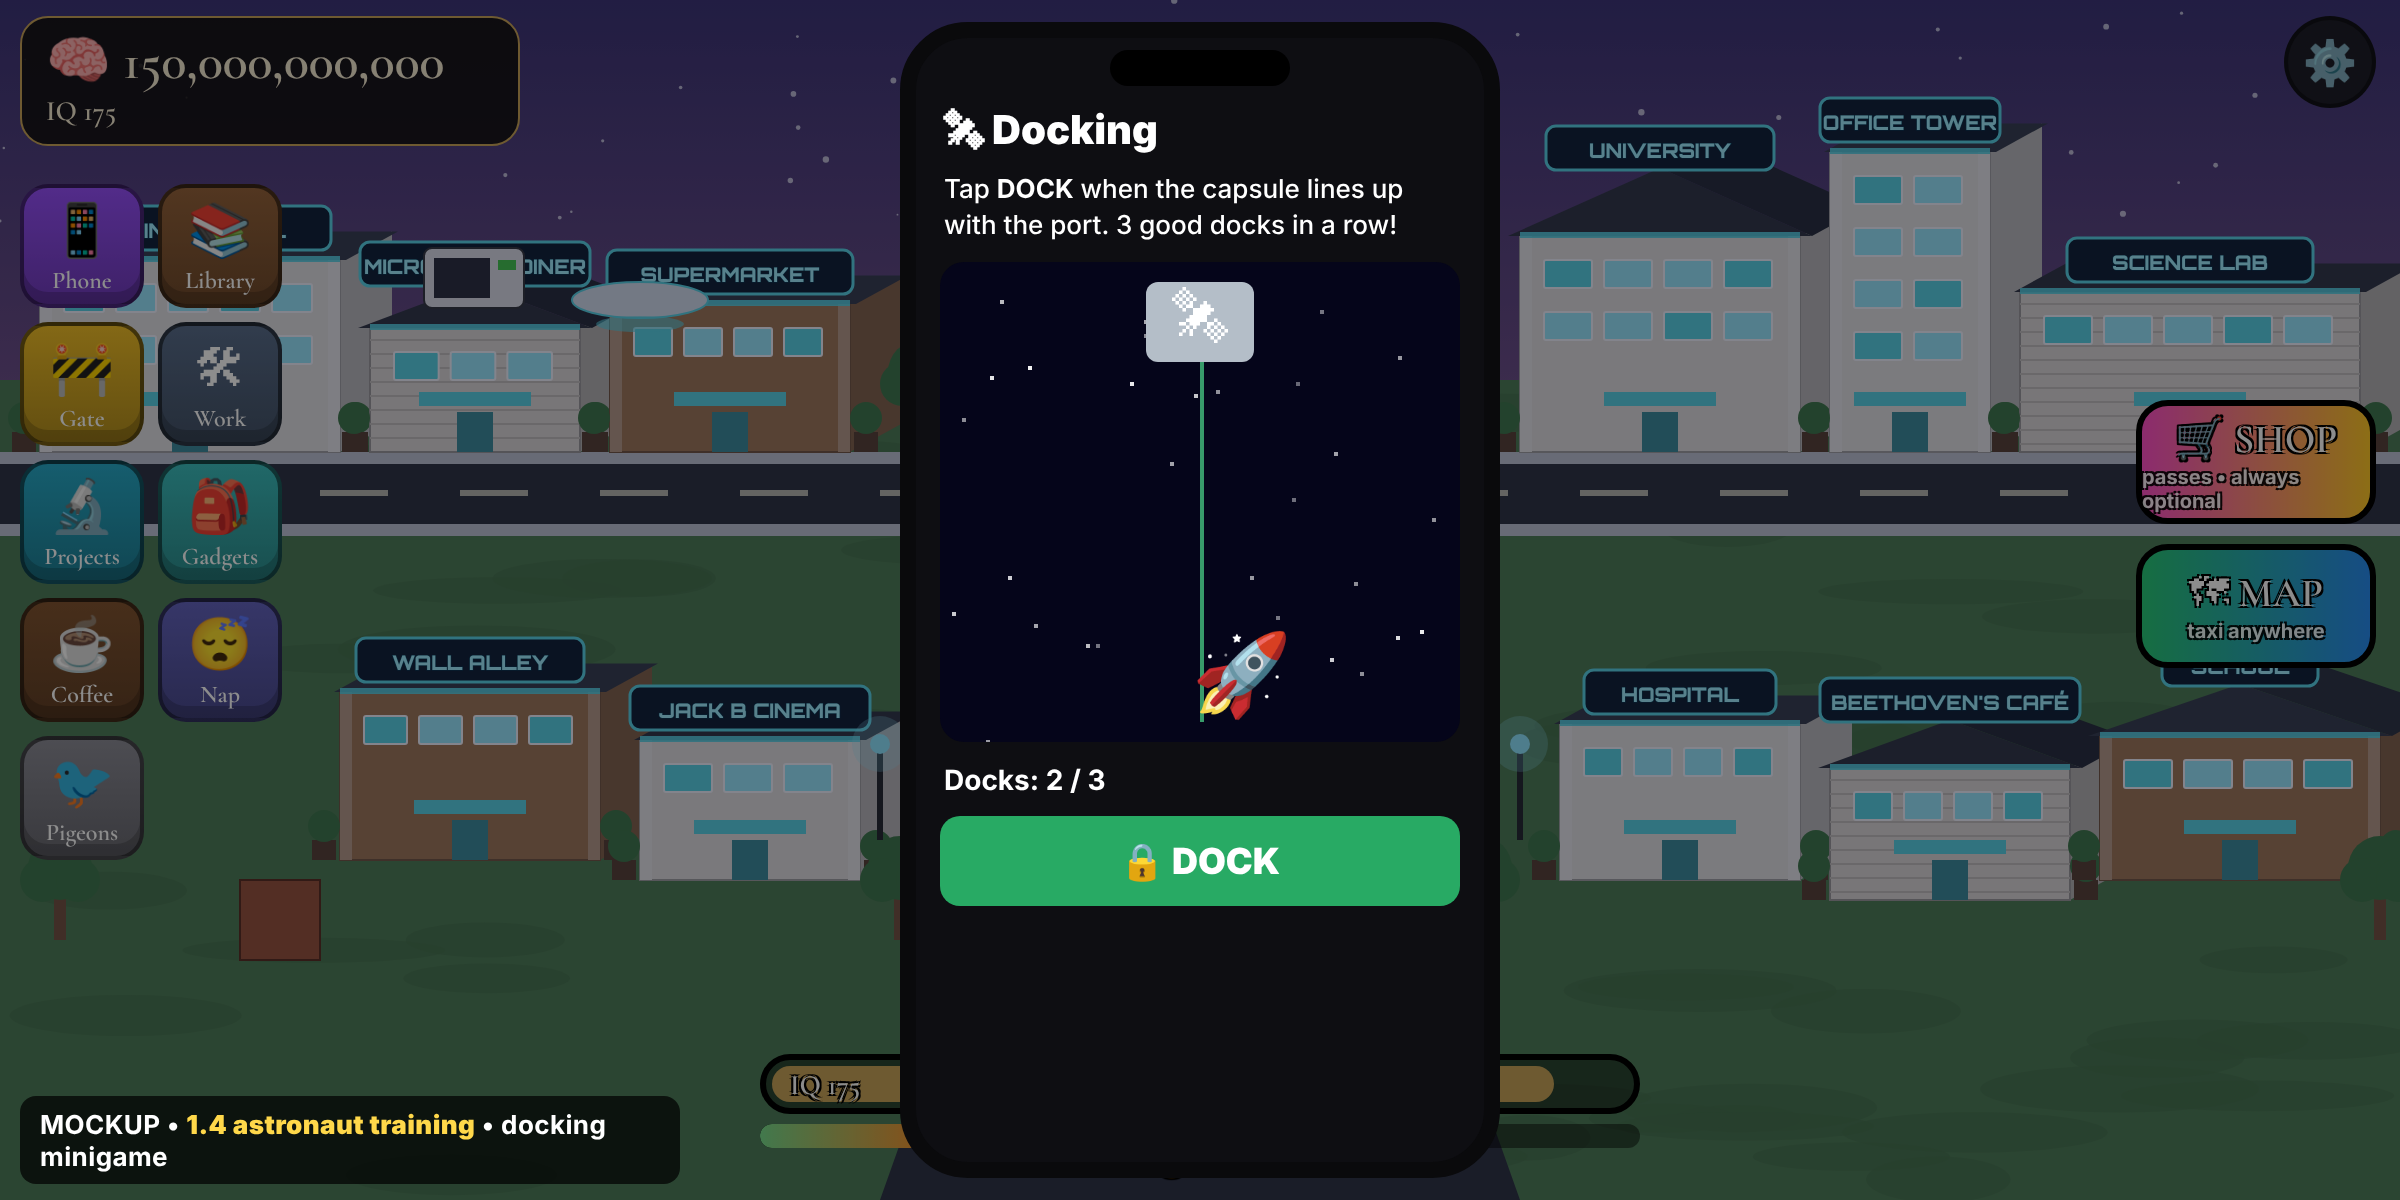 150,000,000,000
IQ 175
Phone
Library
Gate
Work
Projects
Gadgets
Coffee
Nap
Pigeons
DINER
SUPERMARKET
WALL ALLEY
JACK B CINEMA
🛰 Docking
Tap DOCK when the capsule lines up
with the port. 3 good docks in a row!
Docks: 2 / 3
🔒 DOCK
UNIVERSITY
OFFICE TOWER
SCIENCE LAB
🛒 SHOP
passes • always
optional
🗺 MAP
taxi anywhere
SCHOOL
HOSPITAL
BEETHOVEN'S CAFÉ
IQ 175
MOCKUP • 1.4 astronaut training • docking
minigame